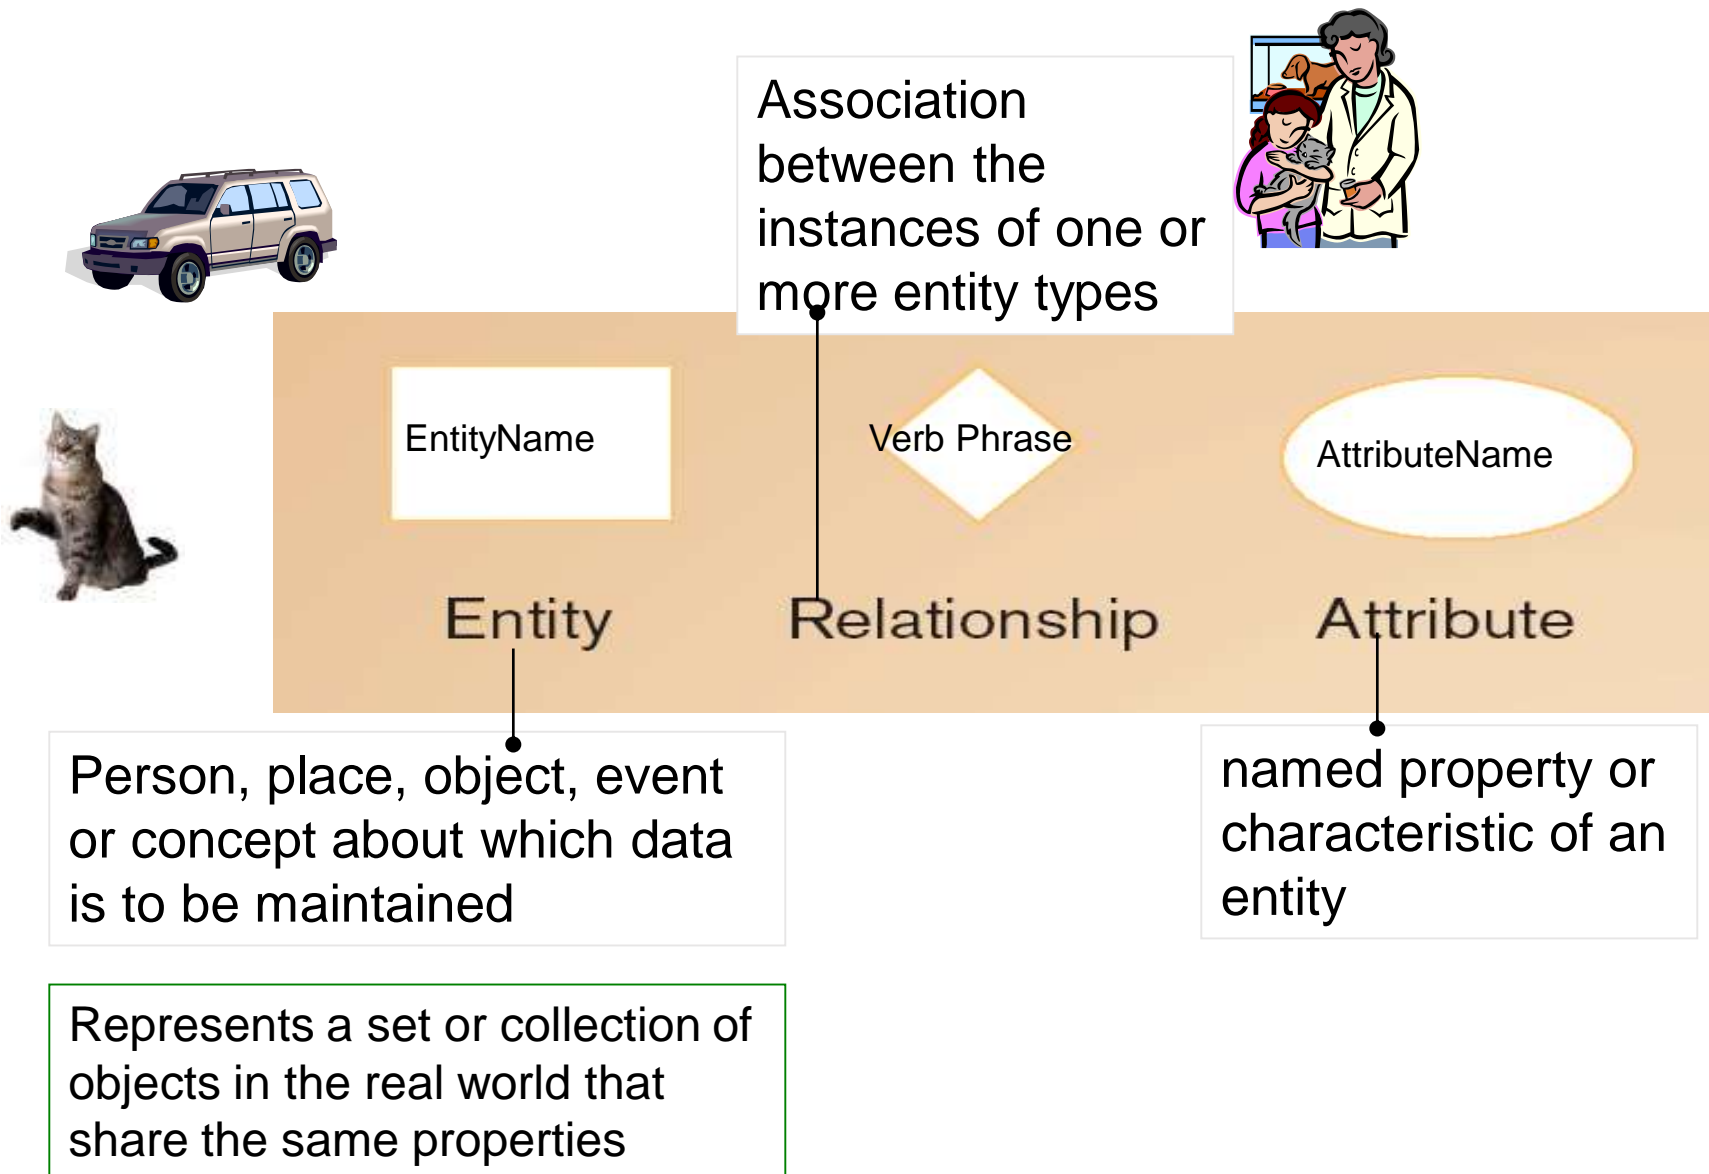 Association
between the
instances of one or
more entity types
EntityName
Verb Phrase
AttributeName
Entity
Relationship
Attribute
Person, place, object, event
or concept about which data
is to be maintained
named property or
characteristic of an
entity
Represents a set or collection of
objects in the real world that
share the same properties